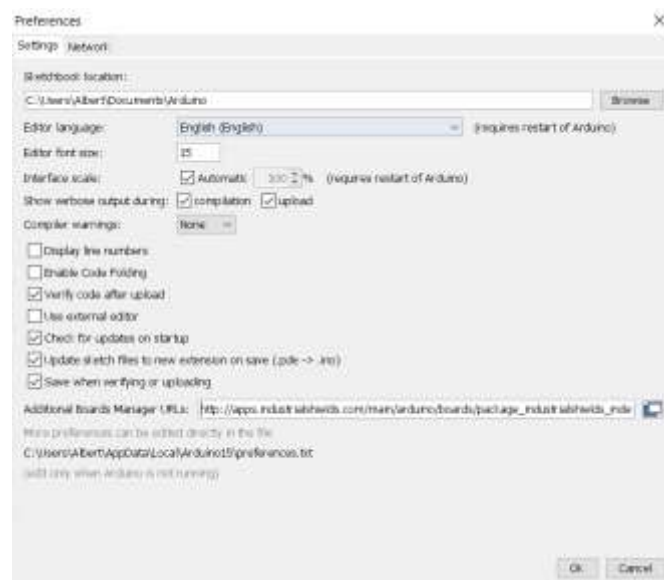 Preferences
Settings Network
Sketchbook location:
C:\Users\Albert\Documents\Arduino Browse
Editor language: English (English) (requires restart of Arduino)
Editor font size: 15
Interface scale: Automatic 100 % (requires restart of Arduino)
Show verbose output during: compilation upload
Compiler warnings: None
Display line numbers
Enable Code Folding
Verify code after upload
Use external editor
Check for updates on startup
Update sketch files to new extension on save (.pde -> .ino)
Save when verifying or uploading
Additional Boards Manager URLs: http://apps.industrialshields.com/main/arduino/boards/package_industrialshields_inde
More preferences can be edited directly in the file
C:\Users\Albert\AppData\Local\Arduino15\preferences.txt
(edit only when Arduino is not running)
OK Cancel